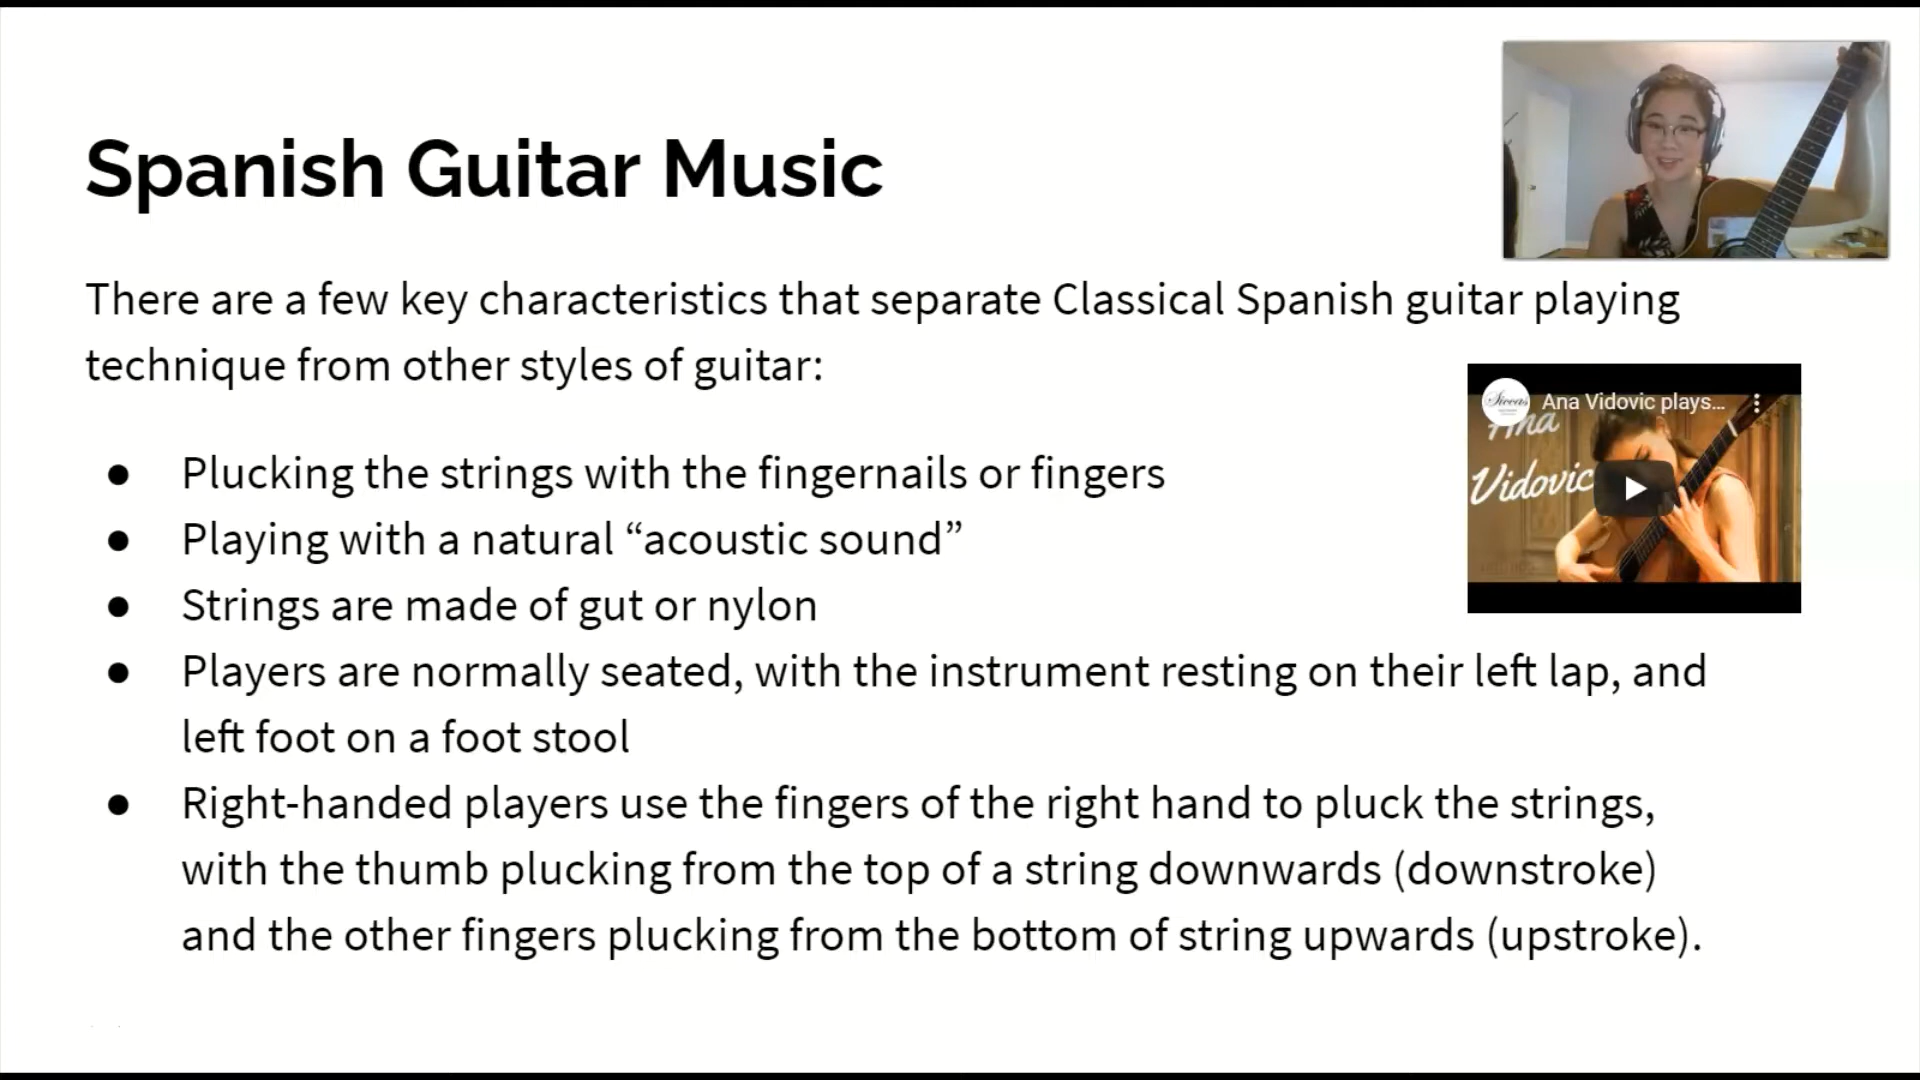 Spanish Guitar Music
There are a few key characteristics that separate Classical Spanish guitar playing
technique from other styles of guitar:
Siccas
Ana Vidovic plays...
Ana
Vidovic
● Plucking the strings with the fingernails or fingers
● Playing with a natural “acoustic sound”
● Strings are made of gut or nylon
● Players are normally seated, with the instrument resting on their left lap, and
left foot on a foot stool
● Right-handed players use the fingers of the right hand to pluck the strings,
with the thumb plucking from the top of a string downwards (downstroke)
and the other fingers plucking from the bottom of string upwards (upstroke).